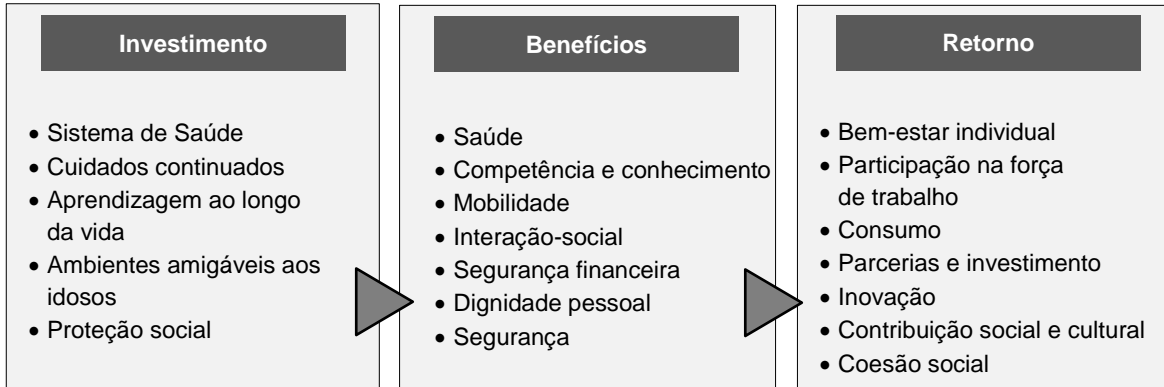 Investimento
• Sistema de Saúde
• Cuidados continuados
• Aprendizagem ao longo
da vida
• Ambientes amigáveis aos
idosos
• Proteção social
Benefícios
• Saúde
• Competência e conhecimento
• Mobilidade
• Interação-social
• Segurança financeira
• Dignidade pessoal
• Segurança
Retorno
• Bem-estar individual
• Participação na força
de trabalho
• Consumo
• Parcerias e investimento
• Inovação
• Contribuição social e cultural
• Coesão social